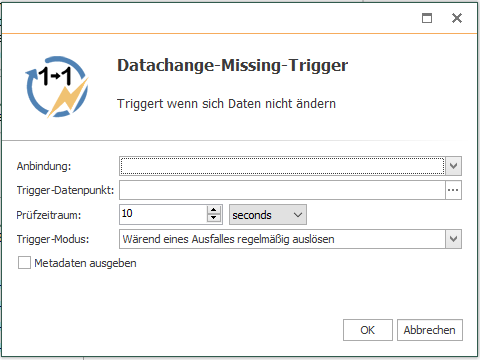 1→1
Datachange-Missing-Trigger
Triggert wenn sich Daten nicht ändern
Anbindung:
Trigger-Datenpunkt: ...
Prüfzeitraum: 10 seconds
Trigger-Modus: Wärend eines Ausfalles regelmäßig auslösen
Metadaten ausgeben
OK Abbrechen